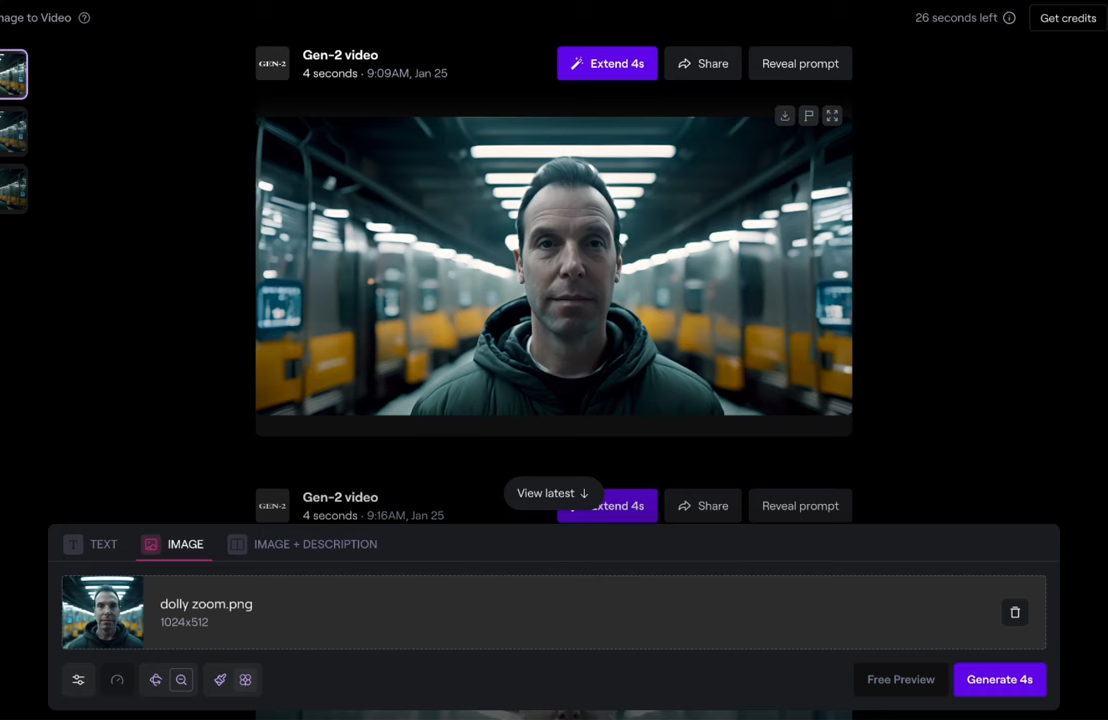 mage to Video
26 seconds left
Get credits
GEN-2
Gen-2 video
4 seconds · 9:09AM, Jan 25
Extend 4s
Share
Reveal prompt
View latest ↓
GEN-2
Gen-2 video
4 seconds · 9:16AM, Jan 25
xtend 4s
Share
Reveal prompt
T TEXT
IMAGE
IMAGE + DESCRIPTION
dolly zoom.png
1024x512
Free Preview
Generate 4s